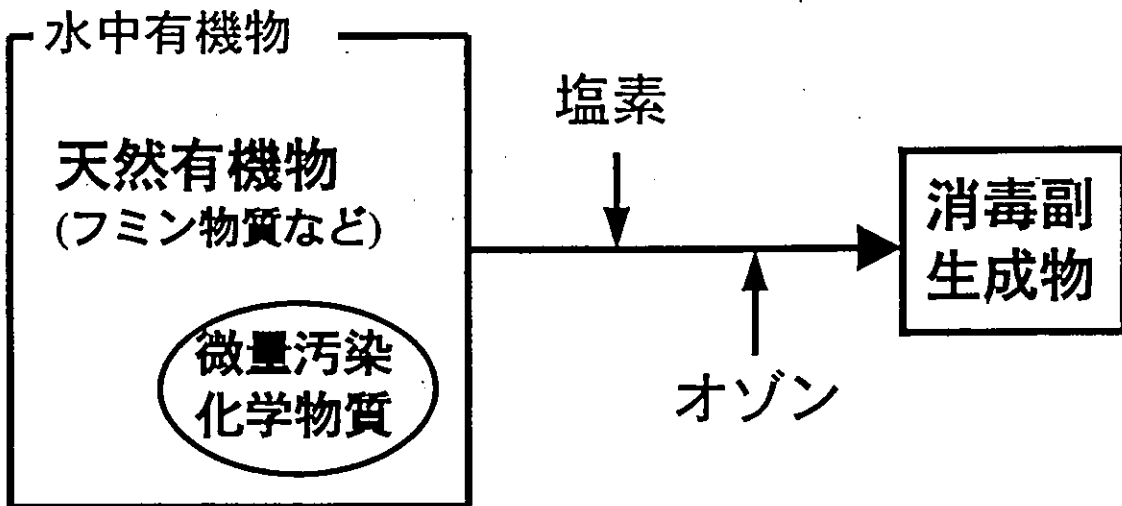 水中有機物
天然有機物
(フミン物質など)
微量汚染
化学物質
塩素
オゾン
消毒副
生成物